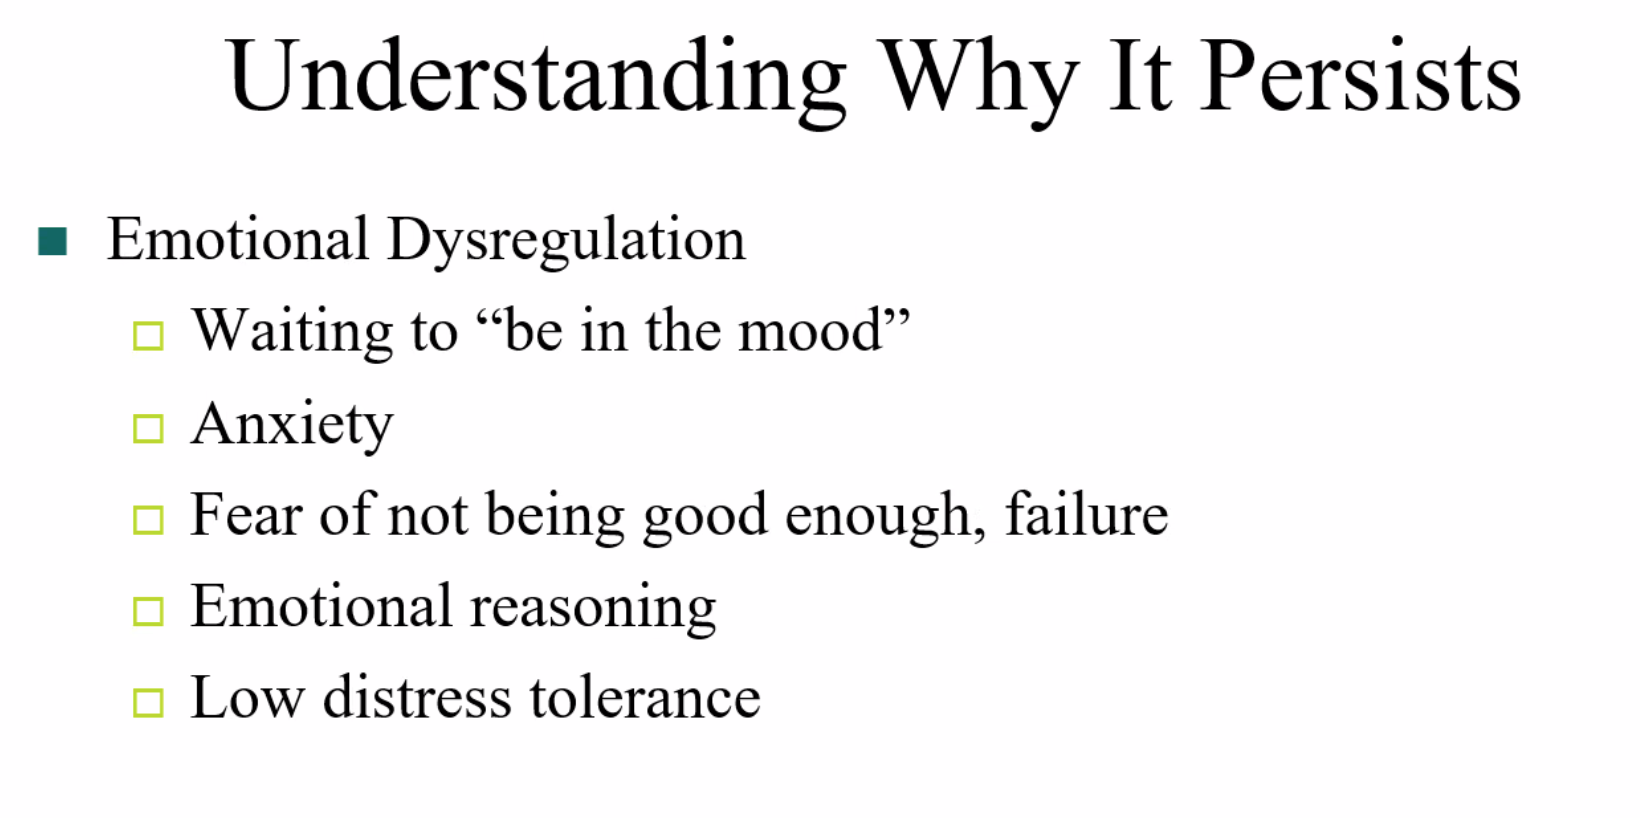 Understanding Why It Persists
Emotional Dysregulation
Waiting to “be in the mood”
Anxiety
Fear of not being good enough, failure
Emotional reasoning
Low distress tolerance